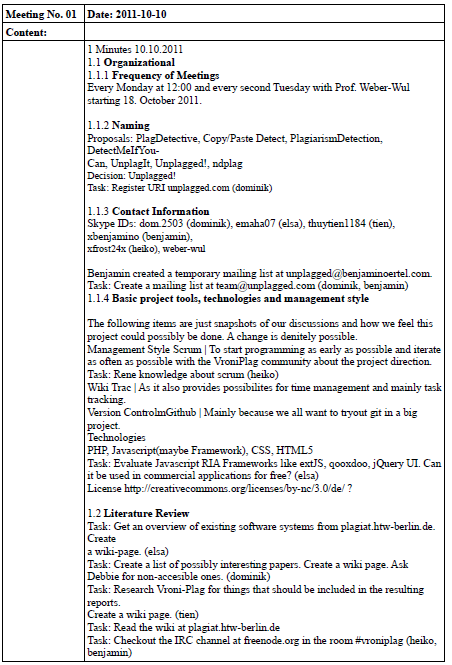 Meeting No. 01 Date: 2011-10-10
Content:
1 Minutes 10.10.2011
1.1 Organizational
1.1.1 Frequency of Meetings
Every Monday at 12:00 and every second Tuesday with Prof. Weber-Wul
starting 18. October 2011.
1.1.2 Naming
Proposals: PlagDetective, Copy/Paste Detect, PlagiarismDetection,
DetectMeIfYou-
Can, UnplagIt, Unplagged!, ndplag
Decision: Unplagged!
Task: Register URI unplagged.com (dominik)
1.1.3 Contact Information
Skype IDs: dom.2503 (dominik), emaha07 (elsa), thuytien1184 (tien),
xbenjamino (benjamin),
xfrost24x (heiko), weber-wul
Benjamin created a temporary mailing list at unplagged@benjaminoertel.com.
Task: Create a mailing list at team@unplagged.com (dominik, benjamin)
1.1.4 Basic project tools, technologies and management style
The following items are just snapshots of our discussions and how we feel this
project could possibly be done. A change is denitely possible.
Management Style Scrum | To start programming as early as possible and iterate
as often as possible with the VroniPlag community about the project direction.
Task: Rene knowledge about scrum (heiko)
Wiki Trac | As it also provides possibilites for time management and mainly task
tracking.
Version ControlmGithub | Mainly because we all want to tryout git in a big
project.
Technologies
PHP, Javascript(maybe Framework), CSS, HTML5
Task: Evaluate Javascript RIA Frameworks like extJS, qooxdoo, jQuery UI. Can
it be used in commercial applications for free? (elsa)
License http://creativecommons.org/licenses/by-nc/3.0/de/ ?
1.2 Literature Review
Task: Get an overview of existing software systems from plagiat.htw-berlin.de.
Create
a wiki-page. (elsa)
Task: Create a list of possibly interesting papers. Create a wiki page. Ask
Debbie for non-accesible ones. (dominik)
Task: Research Vroni-Plag for things that should be included in the resulting
reports.
Create a wiki page. (tien)
Task: Read the wiki at plagiat.htw-berlin.de
Task: Checkout the IRC channel at freenode.org in the room #vroniplag (heiko,
benjamin)